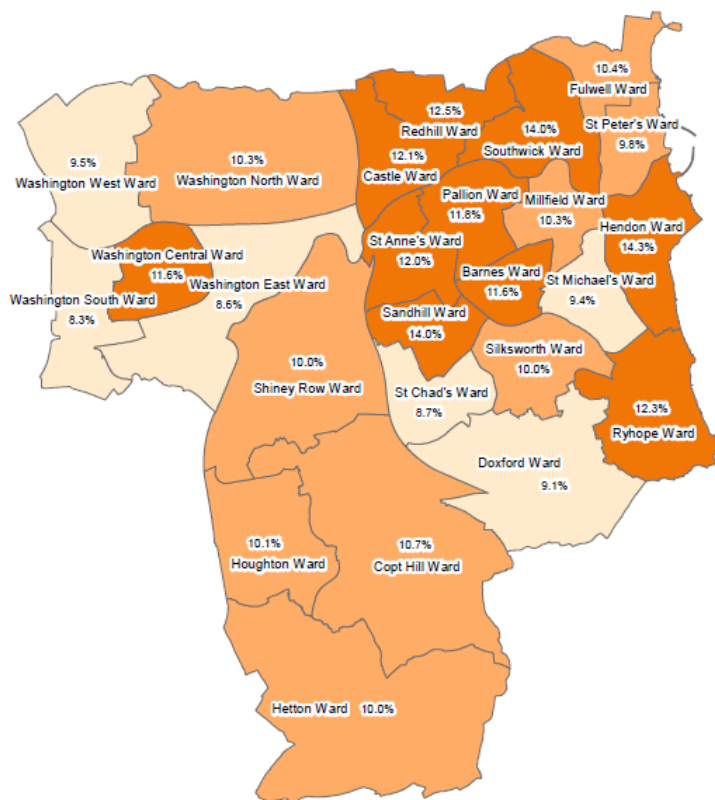 10.4%
Fulwell Ward
12.5%
Redhill Ward
14.0%
Southwick Ward
St Peter's Ward
9.8%
9.5%
Washington West Ward
10.3%
Washington North Ward
12.1%
Castle Ward
Pallion Ward
11.8%
Millfield Ward
10.3%
Hendon Ward
14.3%
St Anne's Ward
12.0%
Washington Central Ward
11.6%
Barnes Ward
11.6%
St Michael's Ward
9.4%
Washington East Ward
8.6%
Washington South Ward
8.3%
Sandhill Ward
14.0%
Silksworth Ward
10.0%
10.0%
Shiney Row Ward
St Chad's Ward
8.7%
12.3%
Ryhope Ward
Doxford Ward
9.1%
10.1%
Houghton Ward
10.7%
Copt Hill Ward
Hetton Ward 10.0%